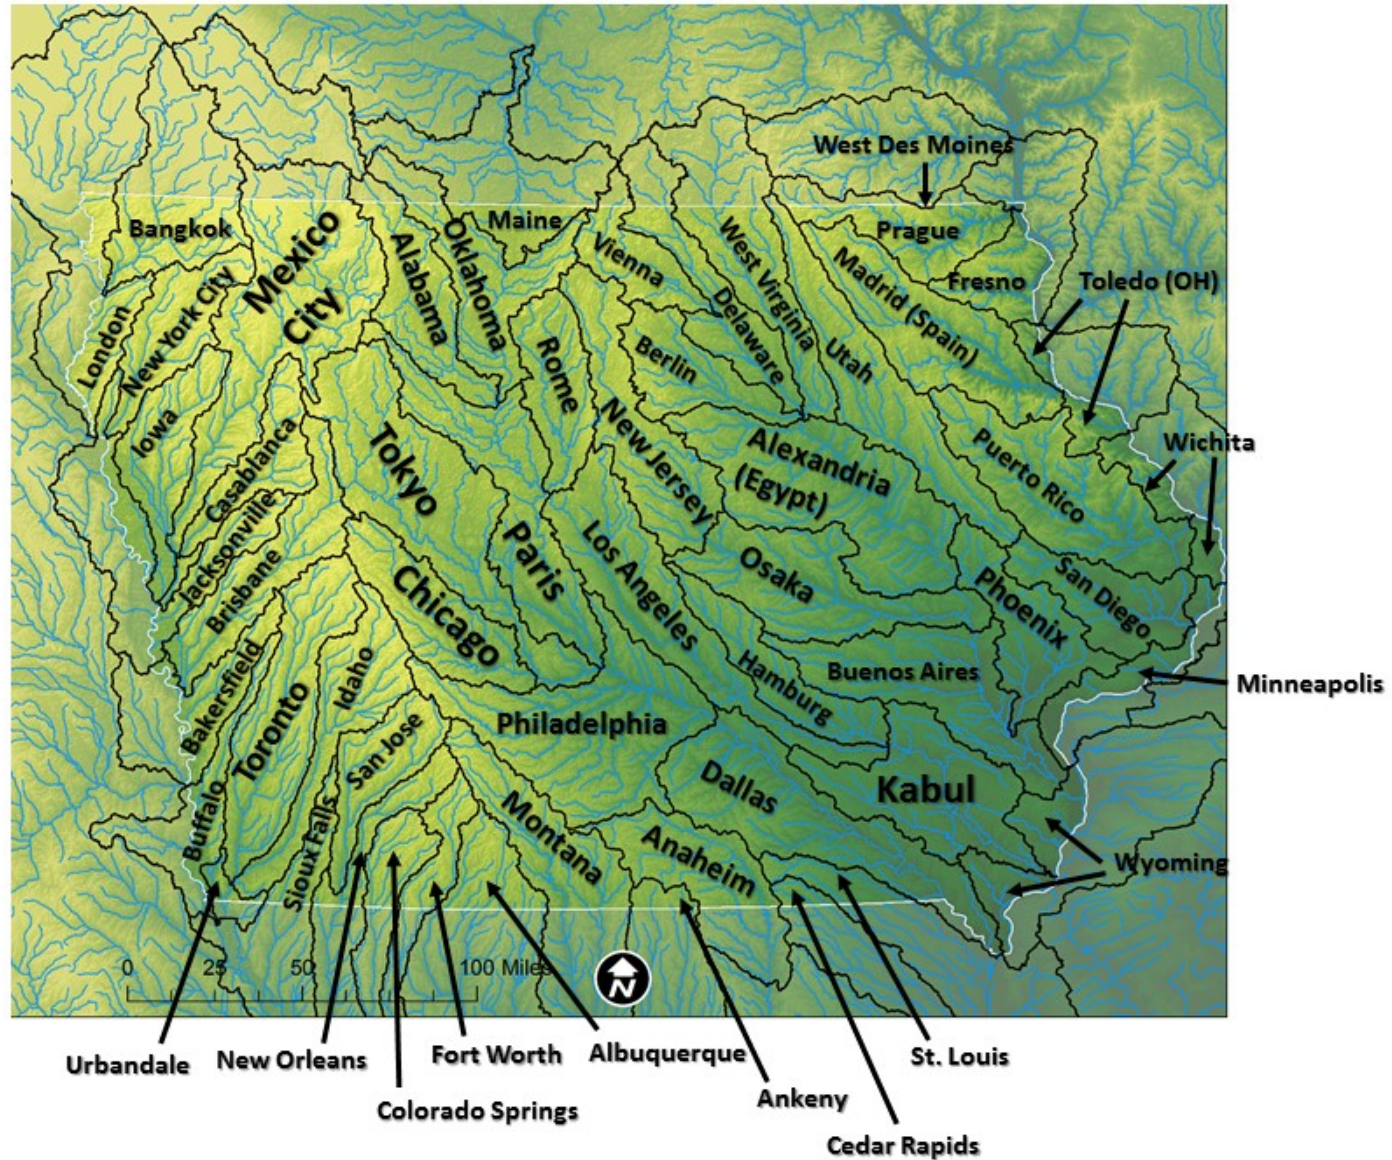 West Des Moines
Bangkok
Mexico
City
Alabama
Oklahoma
Maine
Vienna
Delaware
West Virginia
Prague
Fresno
Madrid (Spain)
Toledo (OH)
London
New York City
Iowa
Casablanca
Rome
Berlin
Utah
Tokyo
New Jersey
Alexandria
(Egypt)
Puerto Rico
Wichita
Jacksonville
Brisbane
Paris
Los Angeles
Osaka
Phoenix
San Diego
Chicago
Bakersfield
Toronto
Idaho
San Jose
Hamburg
Buenos Aires
Minneapolis
Philadelphia
Buffalo
Sioux Falls
Montana
Dallas
Kabul
Anaheim
Wyoming
0 25 50 100 Miles
N
Urbandale
New Orleans
Fort Worth
Albuquerque
St. Louis
Colorado Springs
Ankeny
Cedar Rapids